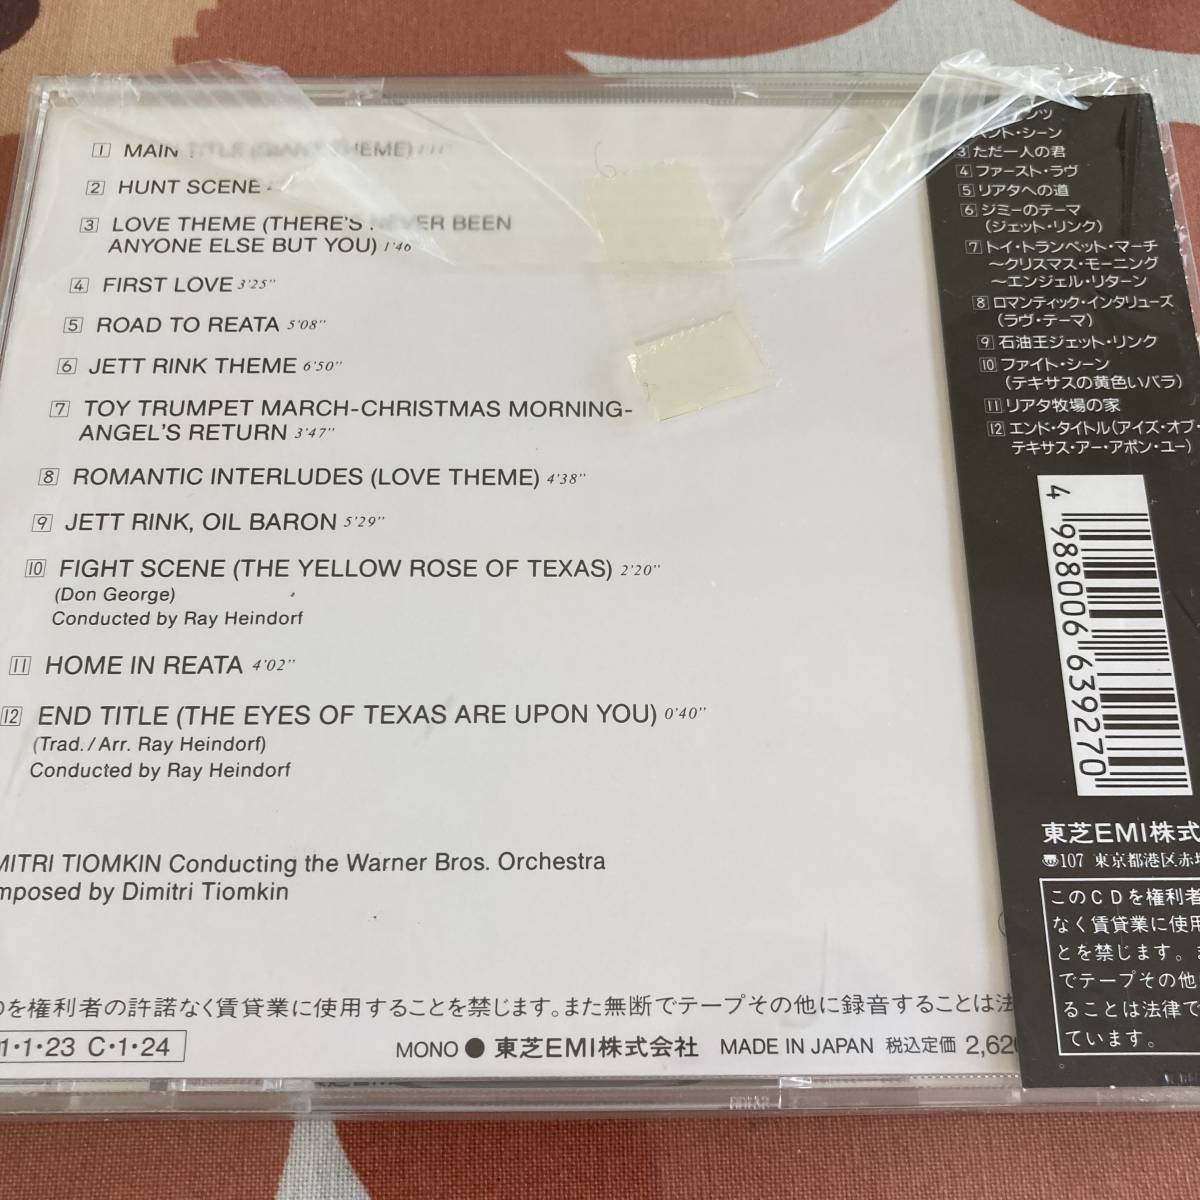 1 MAIN TITLE (GIANT THEME)
2 HUNT SCENE
3 LOVE THEME (THERE'S NEVER BEEN
ANYONE ELSE BUT YOU) 1'46
4 FIRST LOVE 3'25"
5 ROAD TO REATA 5'08"
6 JETT RINK THEME 6'50"
7 TOY TRUMPET MARCH-CHRISTMAS MORNING-
ANGEL'S RETURN 3'47"
8 ROMANTIC INTERLUDES (LOVE THEME) 4'38"
9 JETT RINK, OIL BARON 5'29"
10 FIGHT SCENE (THE YELLOW ROSE OF TEXAS) 2'20"
(Don George)
Conducted by Ray Heindorf
11 HOME IN REATA 4'02"
12 END TITLE (THE EYES OF TEXAS ARE UPON YOU) 0'40"
(Trad./Arr. Ray Heindorf)
Conducted by Ray Heindorf
MITRI TIOMKIN Conducting the Warner Bros. Orchestra
mposed by Dimitri Tiomkin
を権利者の許諾なく賃貸業に使用することを禁じます。また無断でテープその他に録音することは法
1・1・23 C・1・24
MONO ● 東芝EMI株式会社 MADE IN JAPAN 税込定価 2,62
ント・シーン
3 ただ一人の君
4 ファースト・ラヴ
5 リアタへの道
6 ジミーのテーマ
(ジェット・リンク)
7 トイ・トランペット・マーチ
〜クリスマス・モーニング
〜エンジェル・リターン
8 ロマンティック・インタリューズ
(ラヴ・テーマ)
9 石油王ジェット・リンク
10 ファイト・シーン
(テキサスの黄色いバラ)
11 リアタ牧場の家
12 エンド・タイトル(アイズ・オブ・
テキサス・アー・アポン・ユー)
4 988006 639270
東芝EMI株式
〠107 東京都港区赤
このCDを権利者
なく賃貸業に使用
とを禁じます。
でテープその他
ることは法律で
ています。